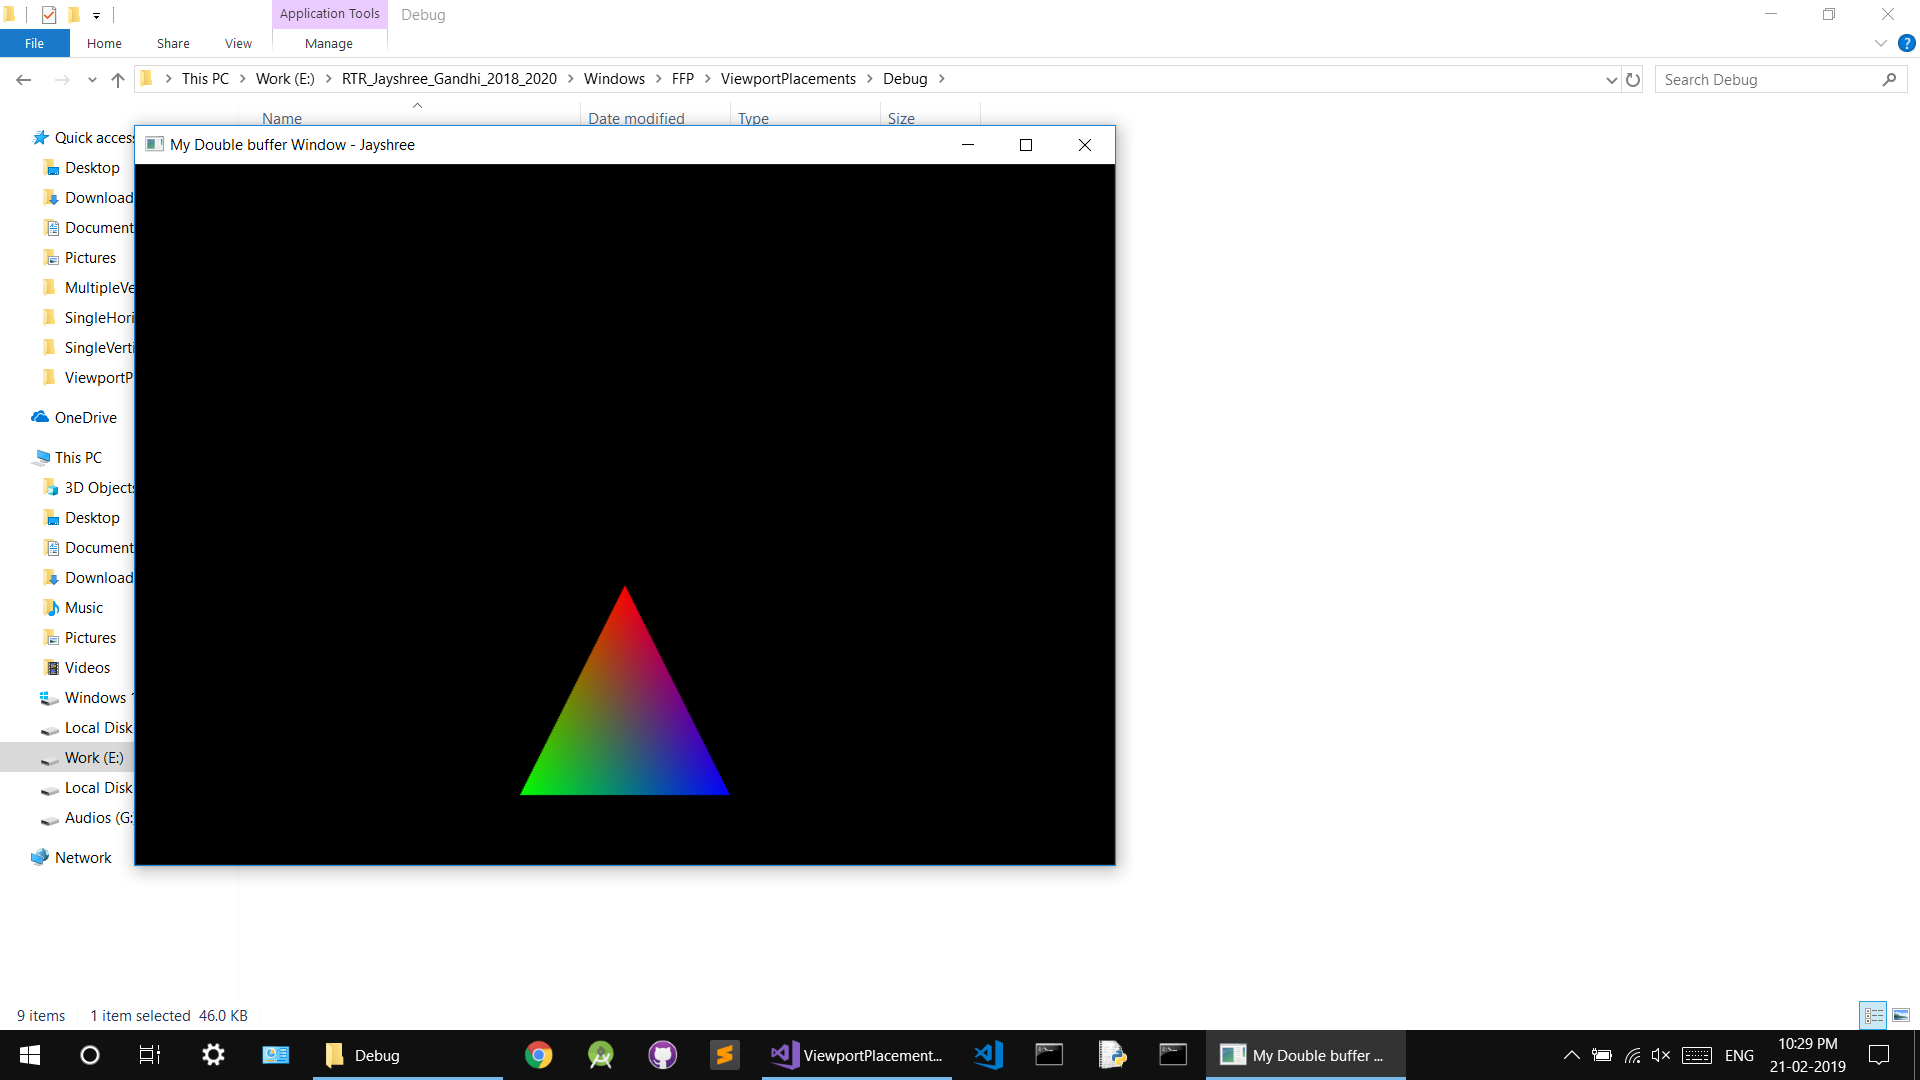 Application Tools
Debug
File
Home
Share
View
Manage
This PC
Work (E:)
RTR_Jayshree_Gandhi_2018_2020
Windows
FFP
ViewportPlacements
Debug
Search Debug
Name
Date modified
Type
Size
My Double buffer Window - Jayshree
Quick access
Desktop
Download
Document
Pictures
MultipleVe
SingleHori
SingleVerti
ViewportP
OneDrive
This PC
3D Objects
Desktop
Document
Download
Music
Pictures
Videos
Windows 1
Local Disk
Work (E:)
Local Disk
Audios (G:
Network
9 items
1 item selected 46.0 KB
Debug
ViewportPlacement...
My Double buffer ...
ENG
10:29 PM
21-02-2019